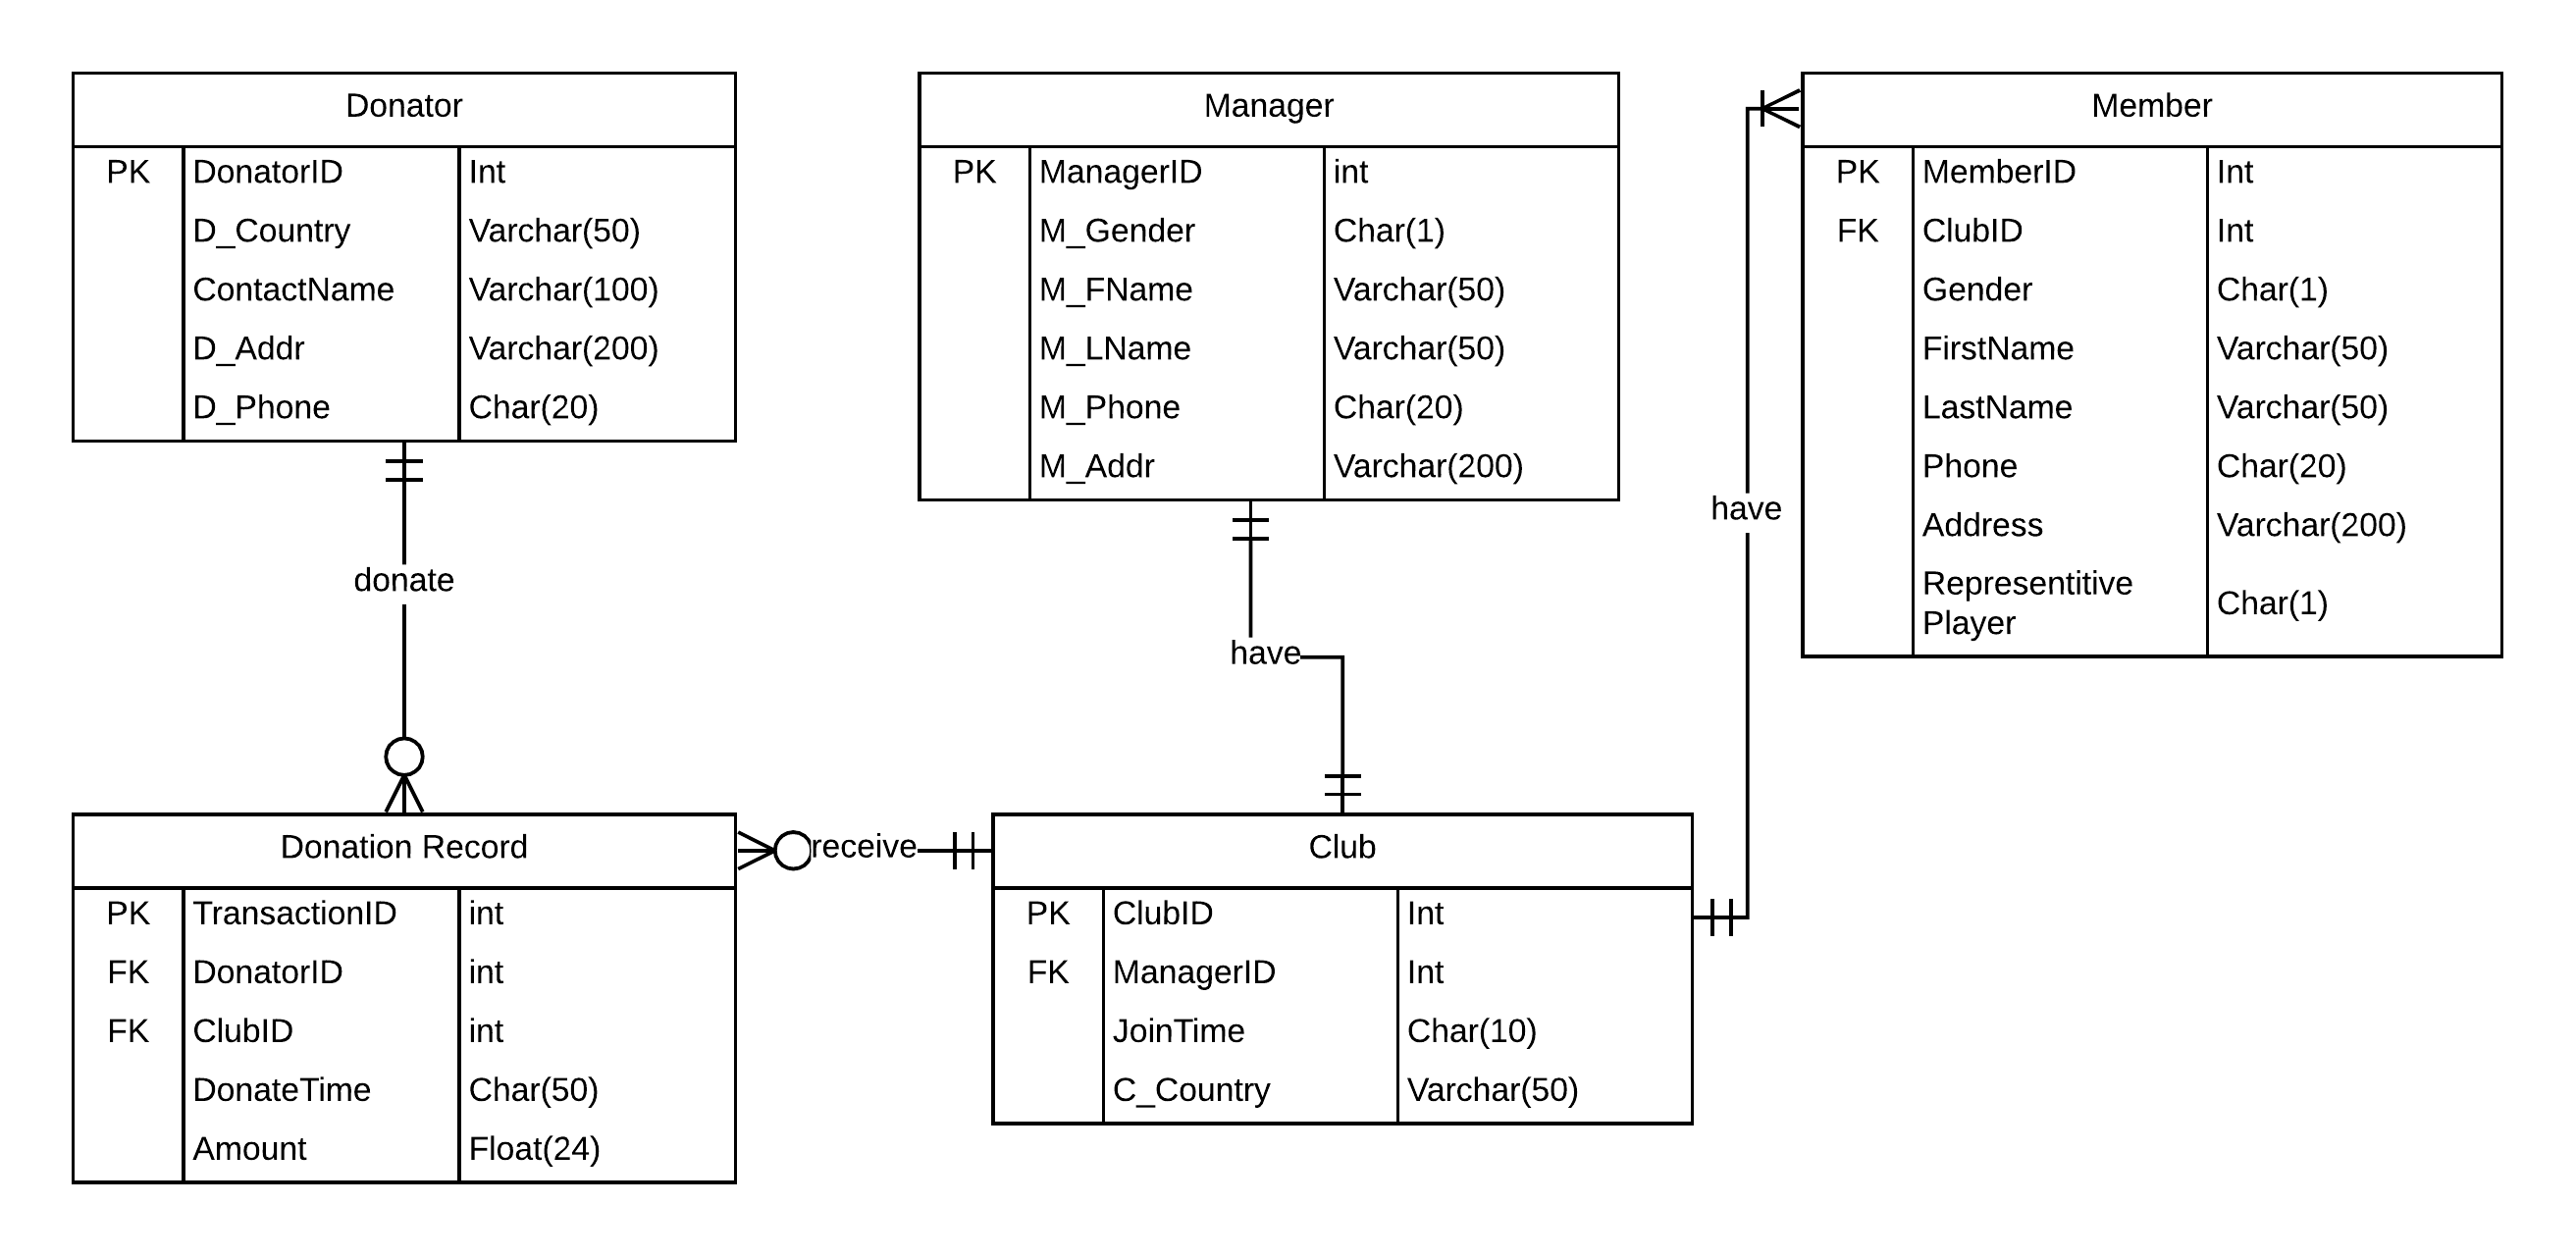 Donator
PK DonatorID Int
D_Country Varchar(50)
ContactName Varchar(100)
D_Addr Varchar(200)
D_Phone Char(20)
Manager
PK ManagerID int
M_Gender Char(1)
M_FName Varchar(50)
M_LName Varchar(50)
M_Phone Char(20)
M_Addr Varchar(200)
Member
PK MemberID Int
FK ClubID Int
Gender Char(1)
FirstName Varchar(50)
LastName Varchar(50)
Phone Char(20)
Address Varchar(200)
Representitive
Player Char(1)
donate
have
have
Donation Record
PK TransactionID int
FK DonatorID int
FK ClubID int
DonateTime Char(50)
Amount Float(24)
receive
Club
PK ClubID Int
FK ManagerID Int
JoinTime Char(10)
C_Country Varchar(50)